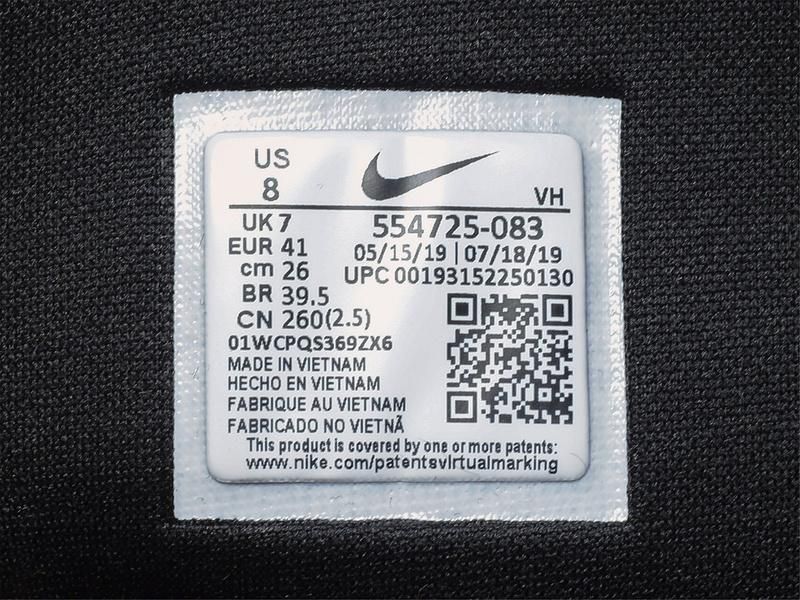 US
8
VH
UK 7
EUR 41
cm 26
BR 39.5
CN 260(2.5)
554725-083
05/15/19 | 07/18/19
UPC 00193152250130
01WCPQS369ZX6
MADE IN VIETNAM
HECHO EN VIETNAM
FABRIQUE AU VIETNAM
FABRICADO NO VIETNÃ
This product is covered by one or more patents:
www.nike.com/patentsvirtualmarking